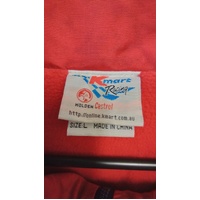 Kmart
Racing
HOLDEN Castrol
http://online.kmart.com.au
SIZE:L MADE IN CHINA